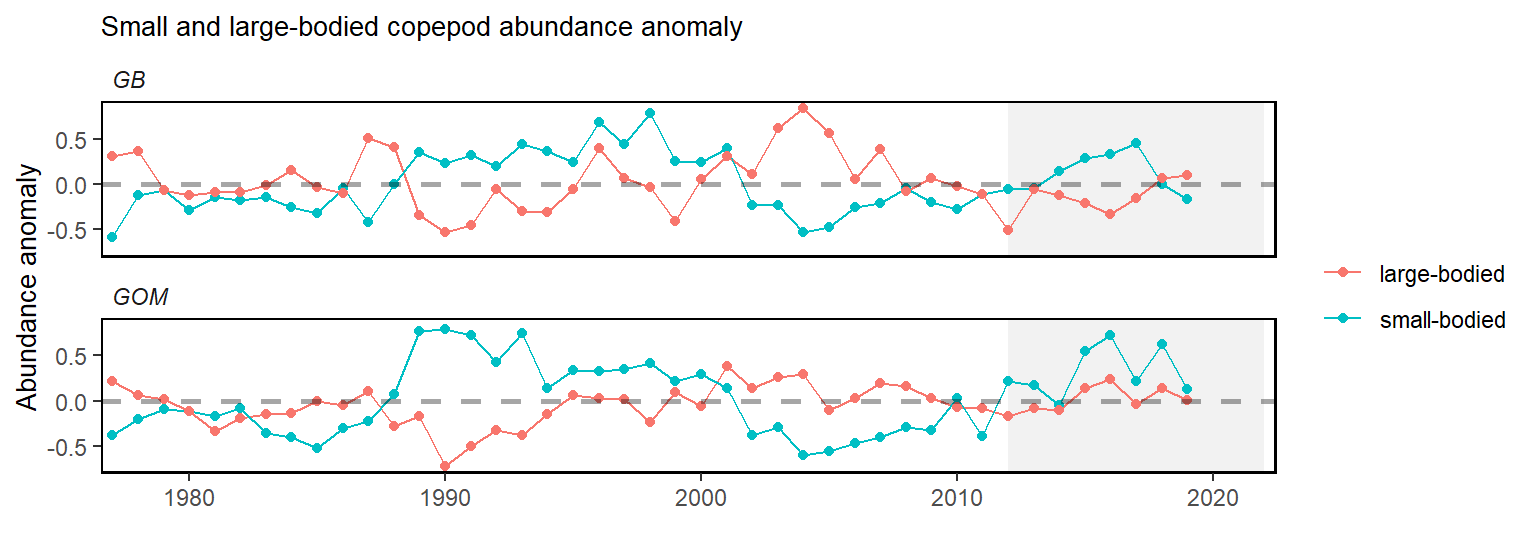 Small and large-bodied copepod abundance anomaly
GB
0.5
0.0
-0.5
Abundance anomaly
GOM
0.5
0.0
-0.5
1980 1990 2000 2010 2020
large-bodied
small-bodied